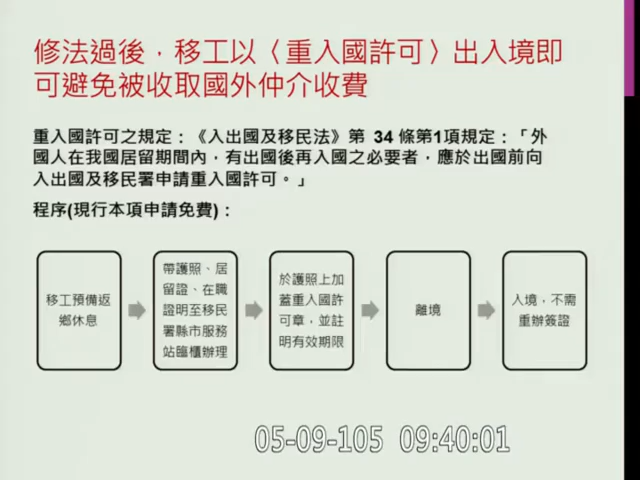 修法過後，移工以〈重入國許可〉出入境即
可避免被收取國外仲介收費
重入國許可之規定：《入出國及移民法》第 34 條第1項規定：「外
國人在我國居留期間內，有出國後再入國之必要者，應於出國前向
入出國及移民署申請重入國許可。」
程序(現行本項申請免費)：
移工預備返
鄉休息
帶護照、居
留證、在職
證明至移民
署縣市服務
站臨櫃辦理
於護照上加
蓋重入國許
可章，並註
明有效期限
離境
入境，不需
重辦簽證
05-09-105 09:40:01